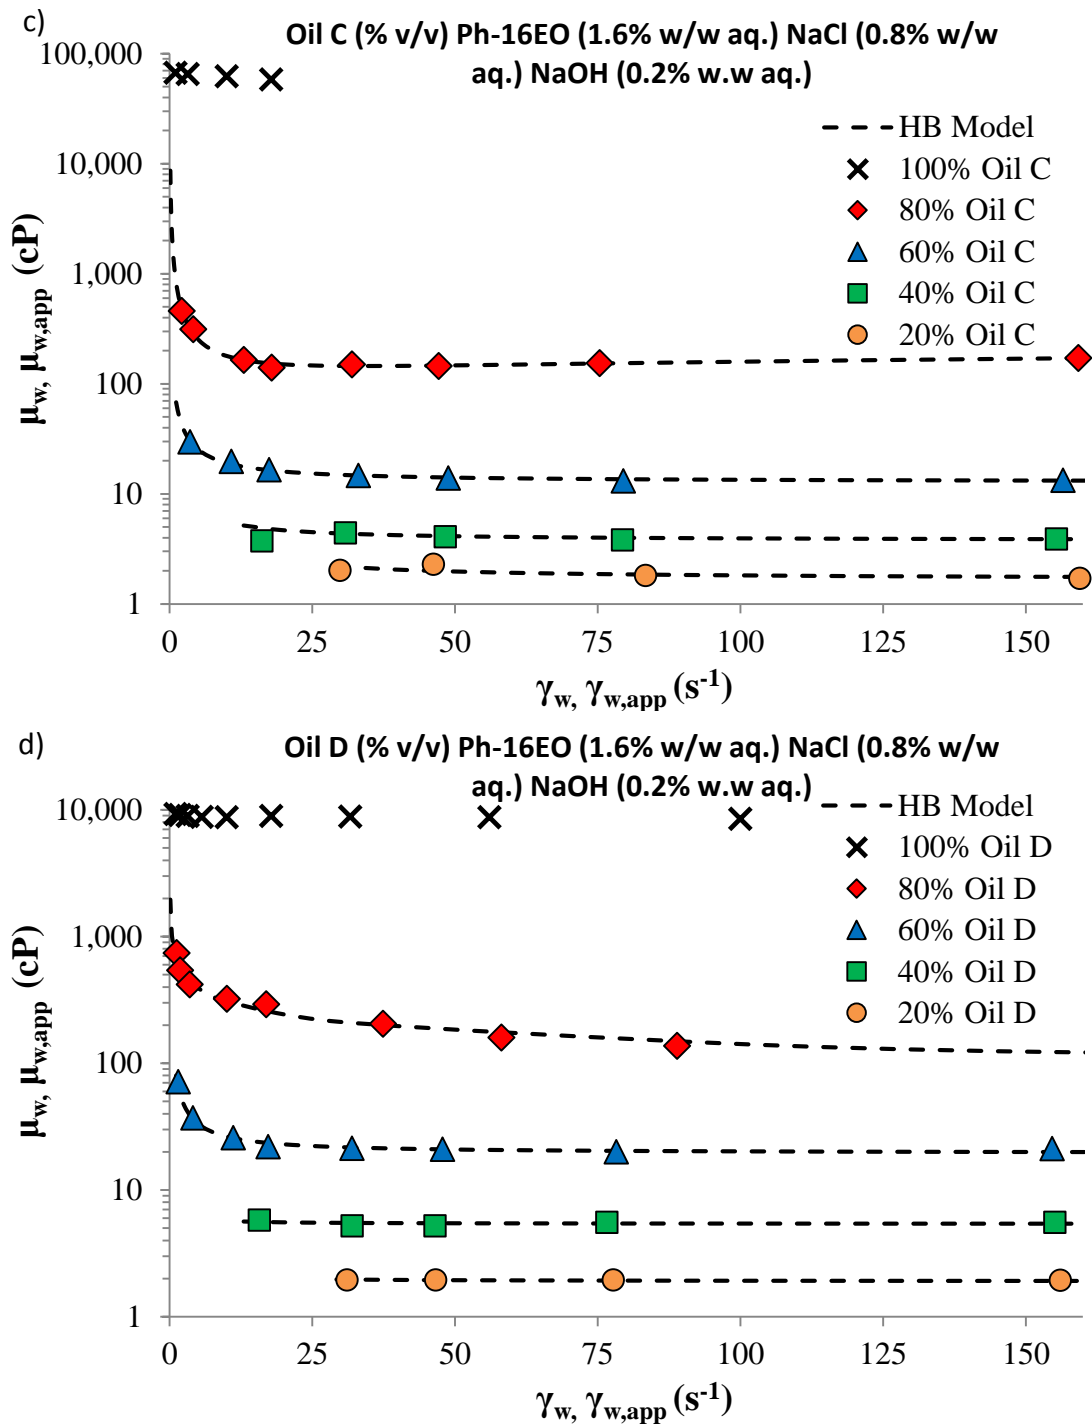 c)
Oil C (% v/v) Ph-16EO (1.6% w/w aq.) NaCl (0.8% w/w
aq.) NaOH (0.2% w.w aq.)
100,000
10,000
1,000
100
10
1
μw, μw,app (cP)
HB Model
100% Oil C
80% Oil C
60% Oil C
40% Oil C
20% Oil C
0 25 50 75 100 125 150
γw, γw,app (s-1)
d)
Oil D (% v/v) Ph-16EO (1.6% w/w aq.) NaCl (0.8% w/w
aq.) NaOH (0.2% w.w aq.)
10,000
1,000
100
10
1
μw, μw,app (cP)
HB Model
100% Oil D
80% Oil D
60% Oil D
40% Oil D
20% Oil D
0 25 50 75 100 125 150
γw, γw,app (s-1)